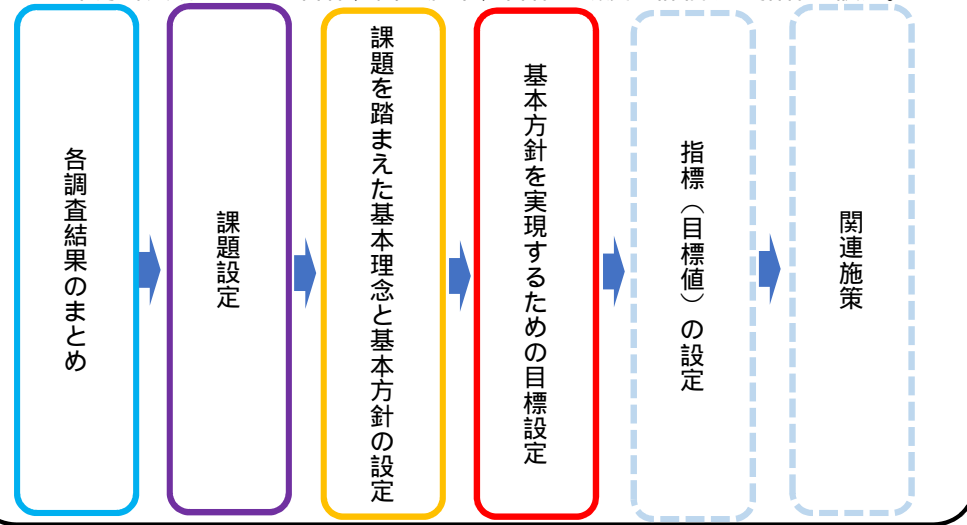 各調査結果のまとめ
課題設定
課題を踏まえた基本理念と基本方針の設定
基本方針を実現するための目標設定
指標（目標値）の設定
関連施策